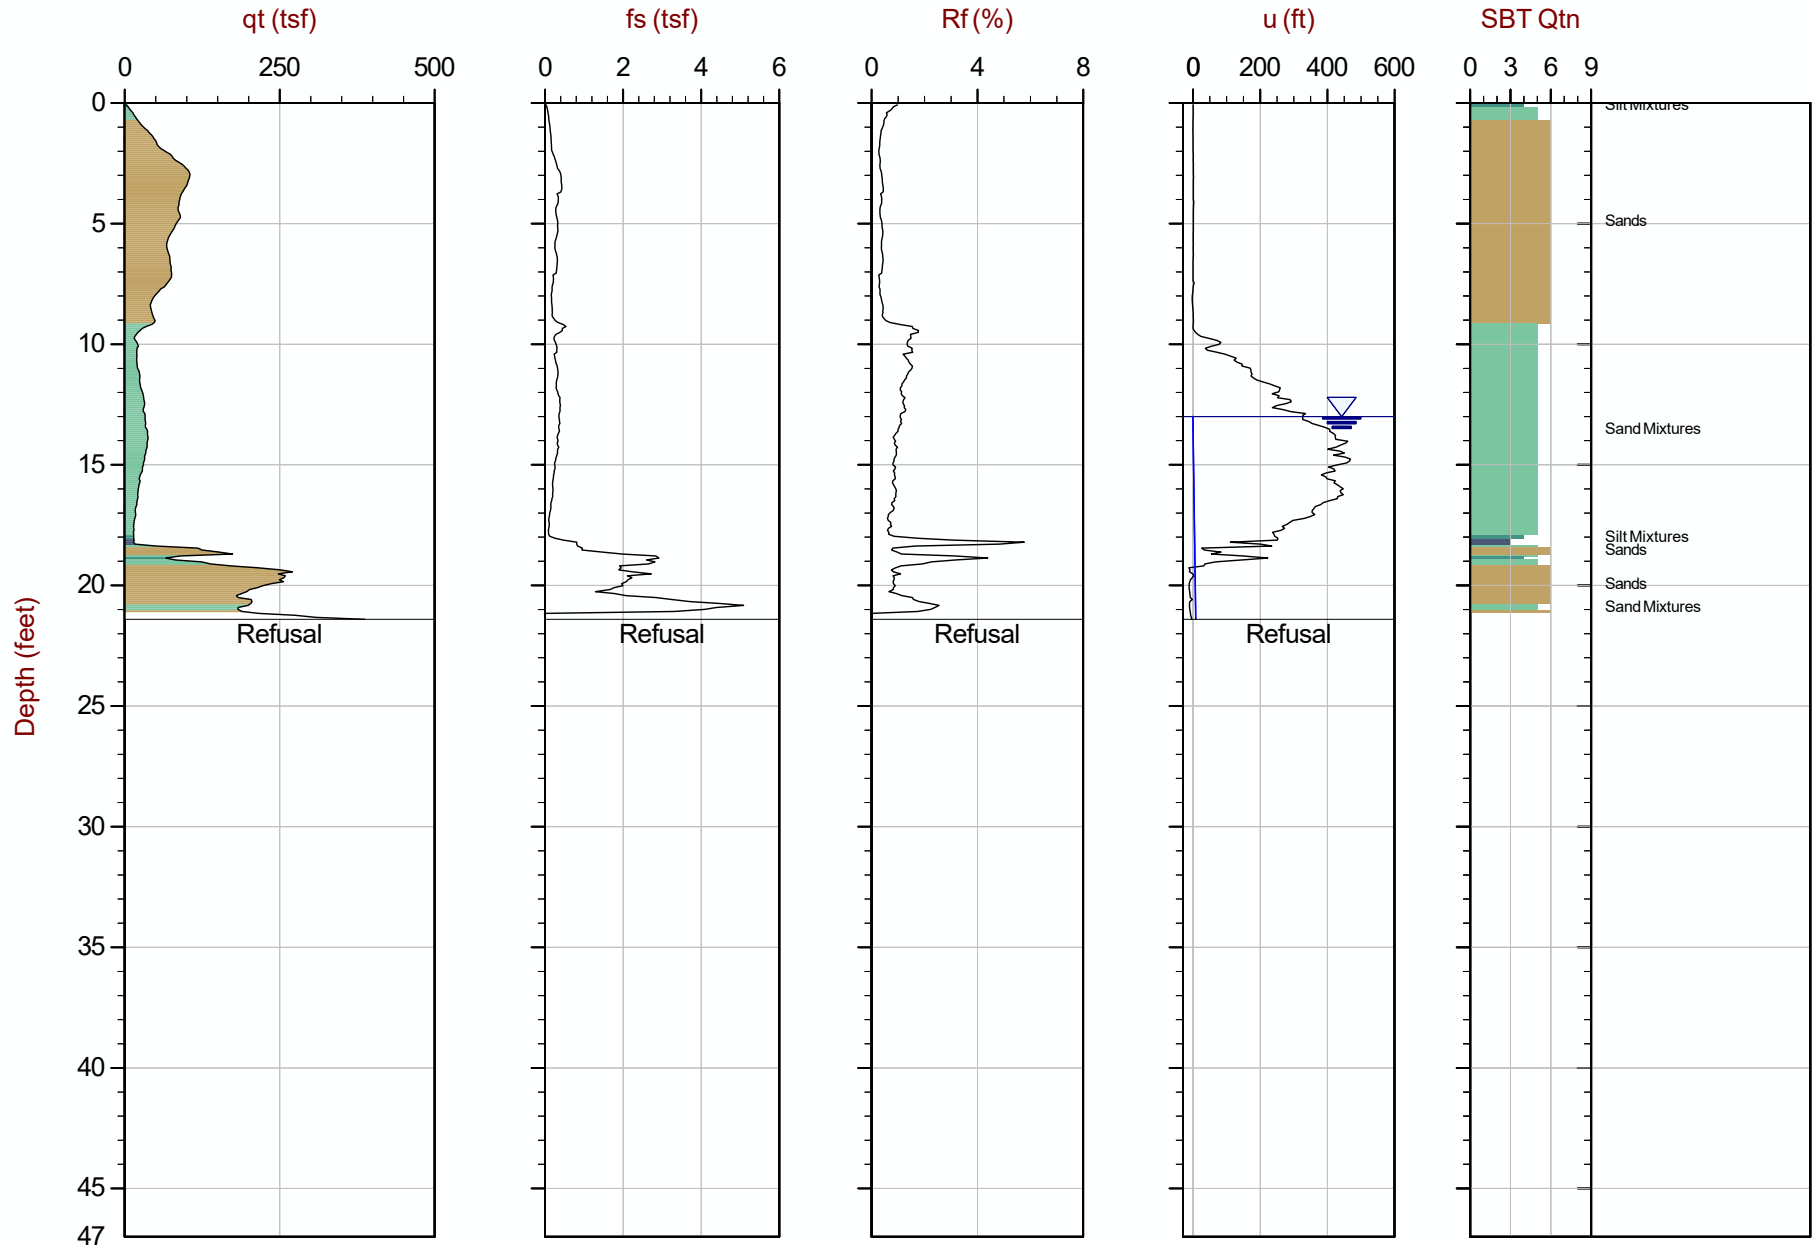 qt (tsf) fs (tsf) Rf (%) u (ft) SBT Qtn
0 250 500 0 2 4 6 0 4 8 0 200 400 600 0 3 6 9
0
Silt Mixtures
5
Sands
10
Sand Mixtures
15
Silt Mixtures
Sands
20
Sands
Sand Mixtures
Refusal Refusal Refusal Refusal
Depth (feet)
25
30
35
40
45
47